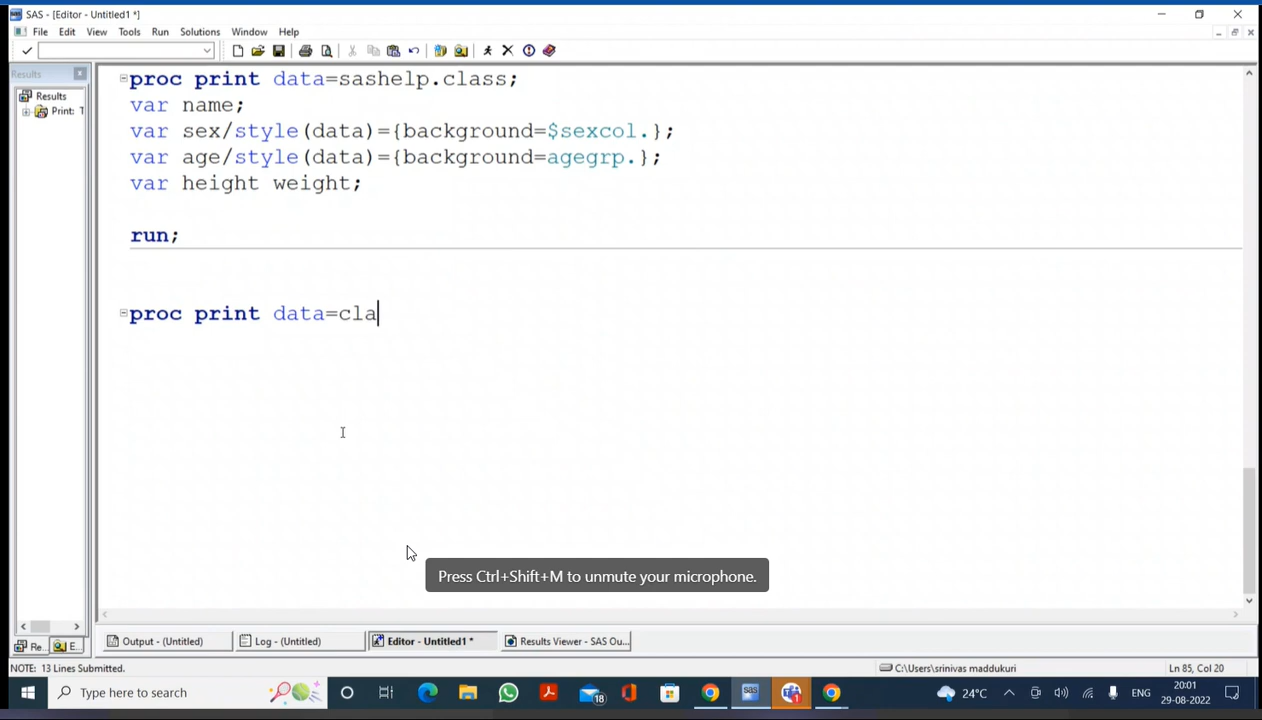 SAS - [Editor - Untitled1 *]
File Edit View Tools Run Solutions Window Help
Results
Results
Print: T
proc print data=sashelp.class;
var name;
var sex/style(data)={background=$sexcol.};
var age/style(data)={background=agegrp.};
var height weight;
run;
proc print data=cla
Press Ctrl+Shift+M to unmute your microphone.
Re... E...
Output - (Untitled) Log - (Untitled) Editor - Untitled1 * Results Viewer - SAS Ou...
NOTE: 13 Lines Submitted. C:\Users\srinivas maddukuri Ln 85, Col 20
Type here to search 18 sas 1 24°C ENG 20:01
29-08-2022